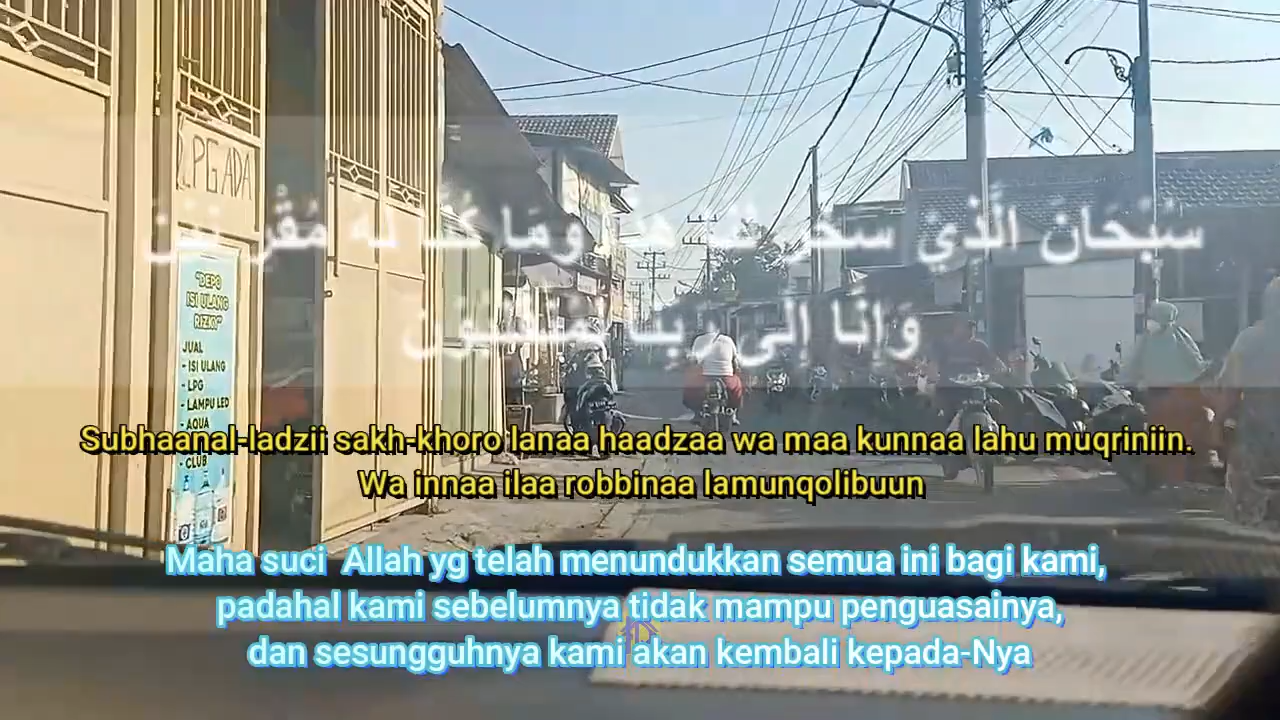 LPG ADA
"DEPO
ISI ULANG
RIZKY"
JUAL
- ISI ULANG
- LPG
- LAMPU LED
- AQUA
- CLUB
سُبْحَانَ الَّذِيْ سَخَّرَ لَنَا هٰذَا وَمَا كُنَّا لَهُ مُقْرِنِيْنَ
وَإِنَّا إِلَى رَبِّنَا لَمُنْقَلِبُوْنَ
Subhaanal-ladzii sakh-khoro lanaa haadzaa wa maa kunnaa lahu muqriniin.
Wa innaa ilaa robbinaa lamunqolibuun
Maha suci Allah yg telah menundukkan semua ini bagi kami,
padahal kami sebelumnya tidak mampu penguasainya,
dan sesungguhnya kami akan kembali kepada-Nya